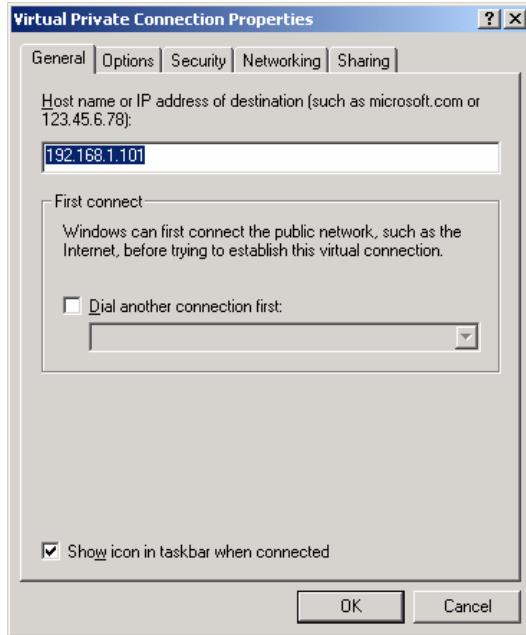 Virtual Private Connection Properties
General Options Security Networking Sharing
Host name or IP address of destination (such as microsoft.com or
123.45.6.78):
192.168.1.101
First connect
Windows can first connect the public network, such as the
Internet, before trying to establish this virtual connection.
Dial another connection first:
Show icon in taskbar when connected
OK Cancel